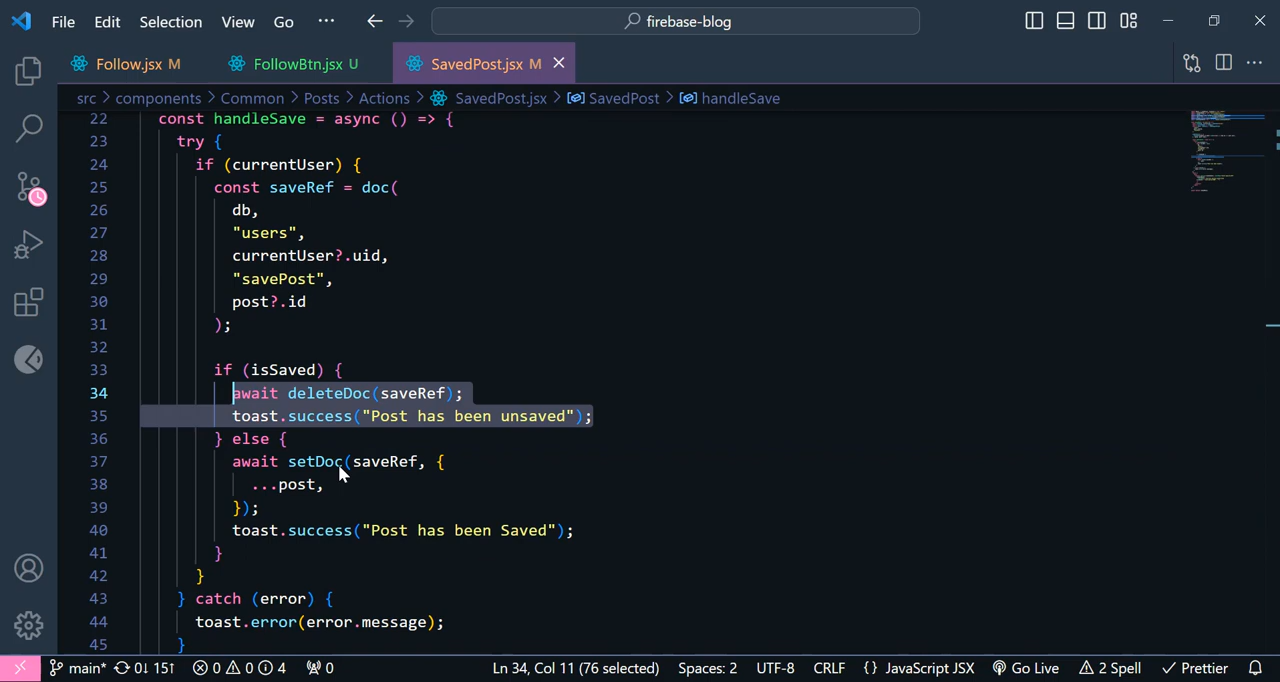 File Edit Selection View Go ··· firebase-blog
Follow.jsx M FollowBtn.jsx U SavedPost.jsx M
src > components > Common > Posts > Actions > SavedPost.jsx > SavedPost > handleSave
22 const handleSave = async () => {
23 try {
24 if (currentUser) {
25 const saveRef = doc(
26 db,
27 "users",
28 currentUser?.uid,
29 "savePost",
30 post?.id
31 );
32
33 if (isSaved) {
34 await deleteDoc(saveRef);
35 toast.success("Post has been unsaved");
36 } else {
37 await setDoc(saveRef, {
38 ...post,
39 });
40 toast.success("Post has been Saved");
41 }
42 }
43 } catch (error) {
44 toast.error(error.message);
45 }
main* 0↓ 15↑ 0 0 4 0 Ln 34, Col 11 (76 selected) Spaces: 2 UTF-8 CRLF {} JavaScript JSX Go Live 2 Spell Prettier